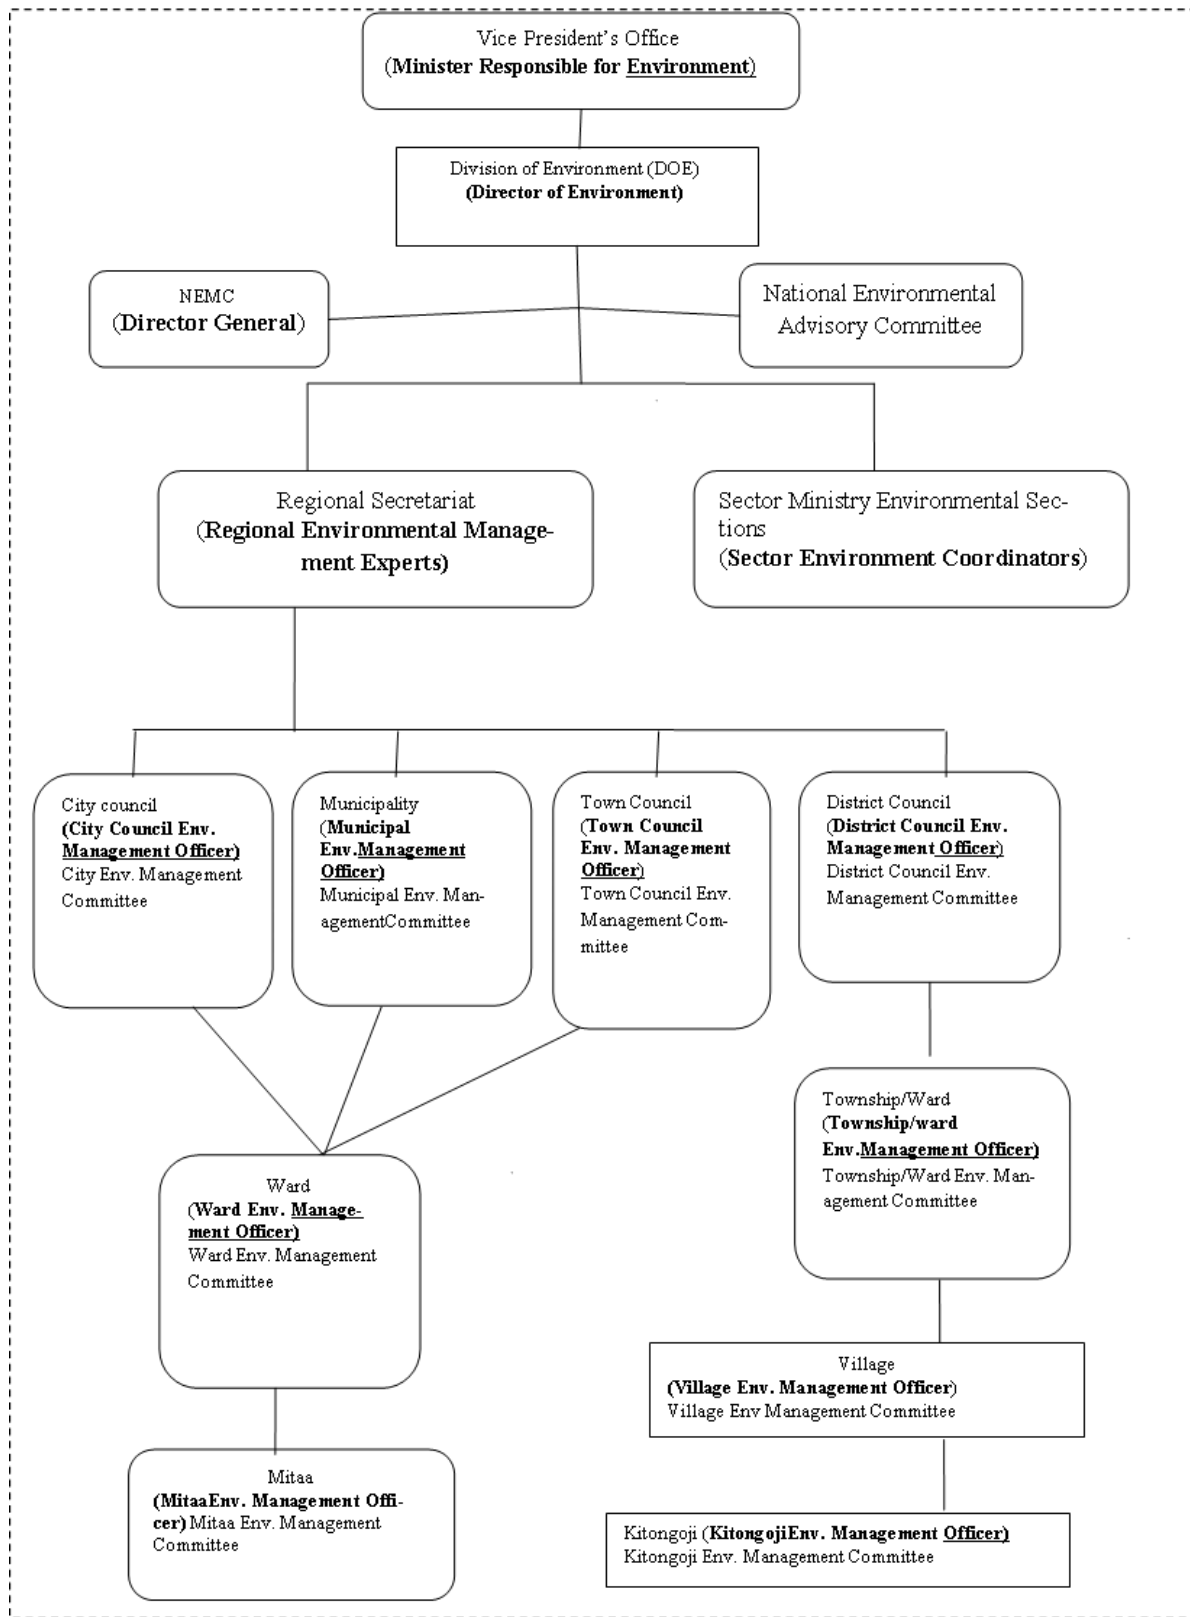 Vice President's Office
(Minister Responsible for Environment)
Division of Environment (DOE)
(Director of Environment)
NEMC
(Director General)
National Environmental
Advisory Committee
Regional Secretariat
(Regional Environmental Manage-
ment Experts)
Sector Ministry Environmental Sec-
tions
(Sector Environment Coordinators)
City council
(City Council Env.
Management Officer)
City Env. Management
Committee
Municipality
(Municipal
Env.Management
Officer)
Municipal Env. Man-
agementCommittee
Town Council
(Town Council
Env. Management
Officer)
Town Council Env.
Management Com-
mittee
District Council
(District Council Env.
Management Officer)
District Council Env.
Management Committee
Township/Ward
(Township/ward
Env.Management Officer)
Township/Ward Env. Man-
agement Committee
Ward
(Ward Env. Manage-
ment Officer)
Ward Env. Management
Committee
Village
(Village Env. Management Officer)
Village Env Management Committee
Mitaa
(MitaaEnv. Management Offi-
cer) Mitaa Env. Management
Committee
Kitongoji (KitongojiEnv. Management Officer)
Kitongoji Env. Management Committee